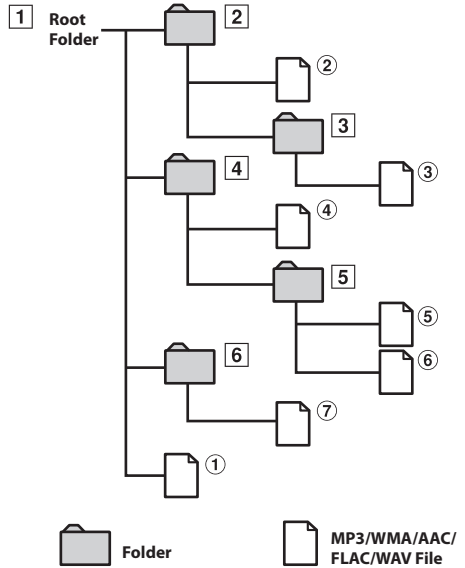 1 Root
Folder
2
②
3
③
4
④
5
⑤
⑥
6
⑦
①
Folder
MP3/WMA/AAC/
FLAC/WAV File